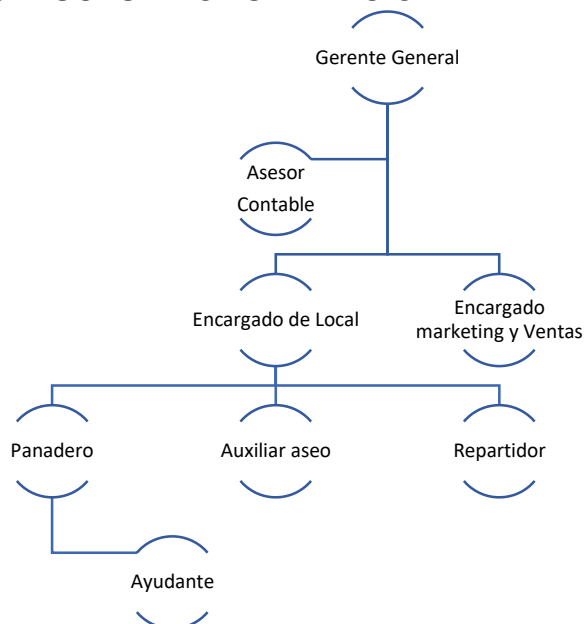 Gerente General
Asesor
Contable
Encargado de Local
Encargado
marketing y Ventas
Panadero
Auxiliar aseo
Repartidor
Ayudante